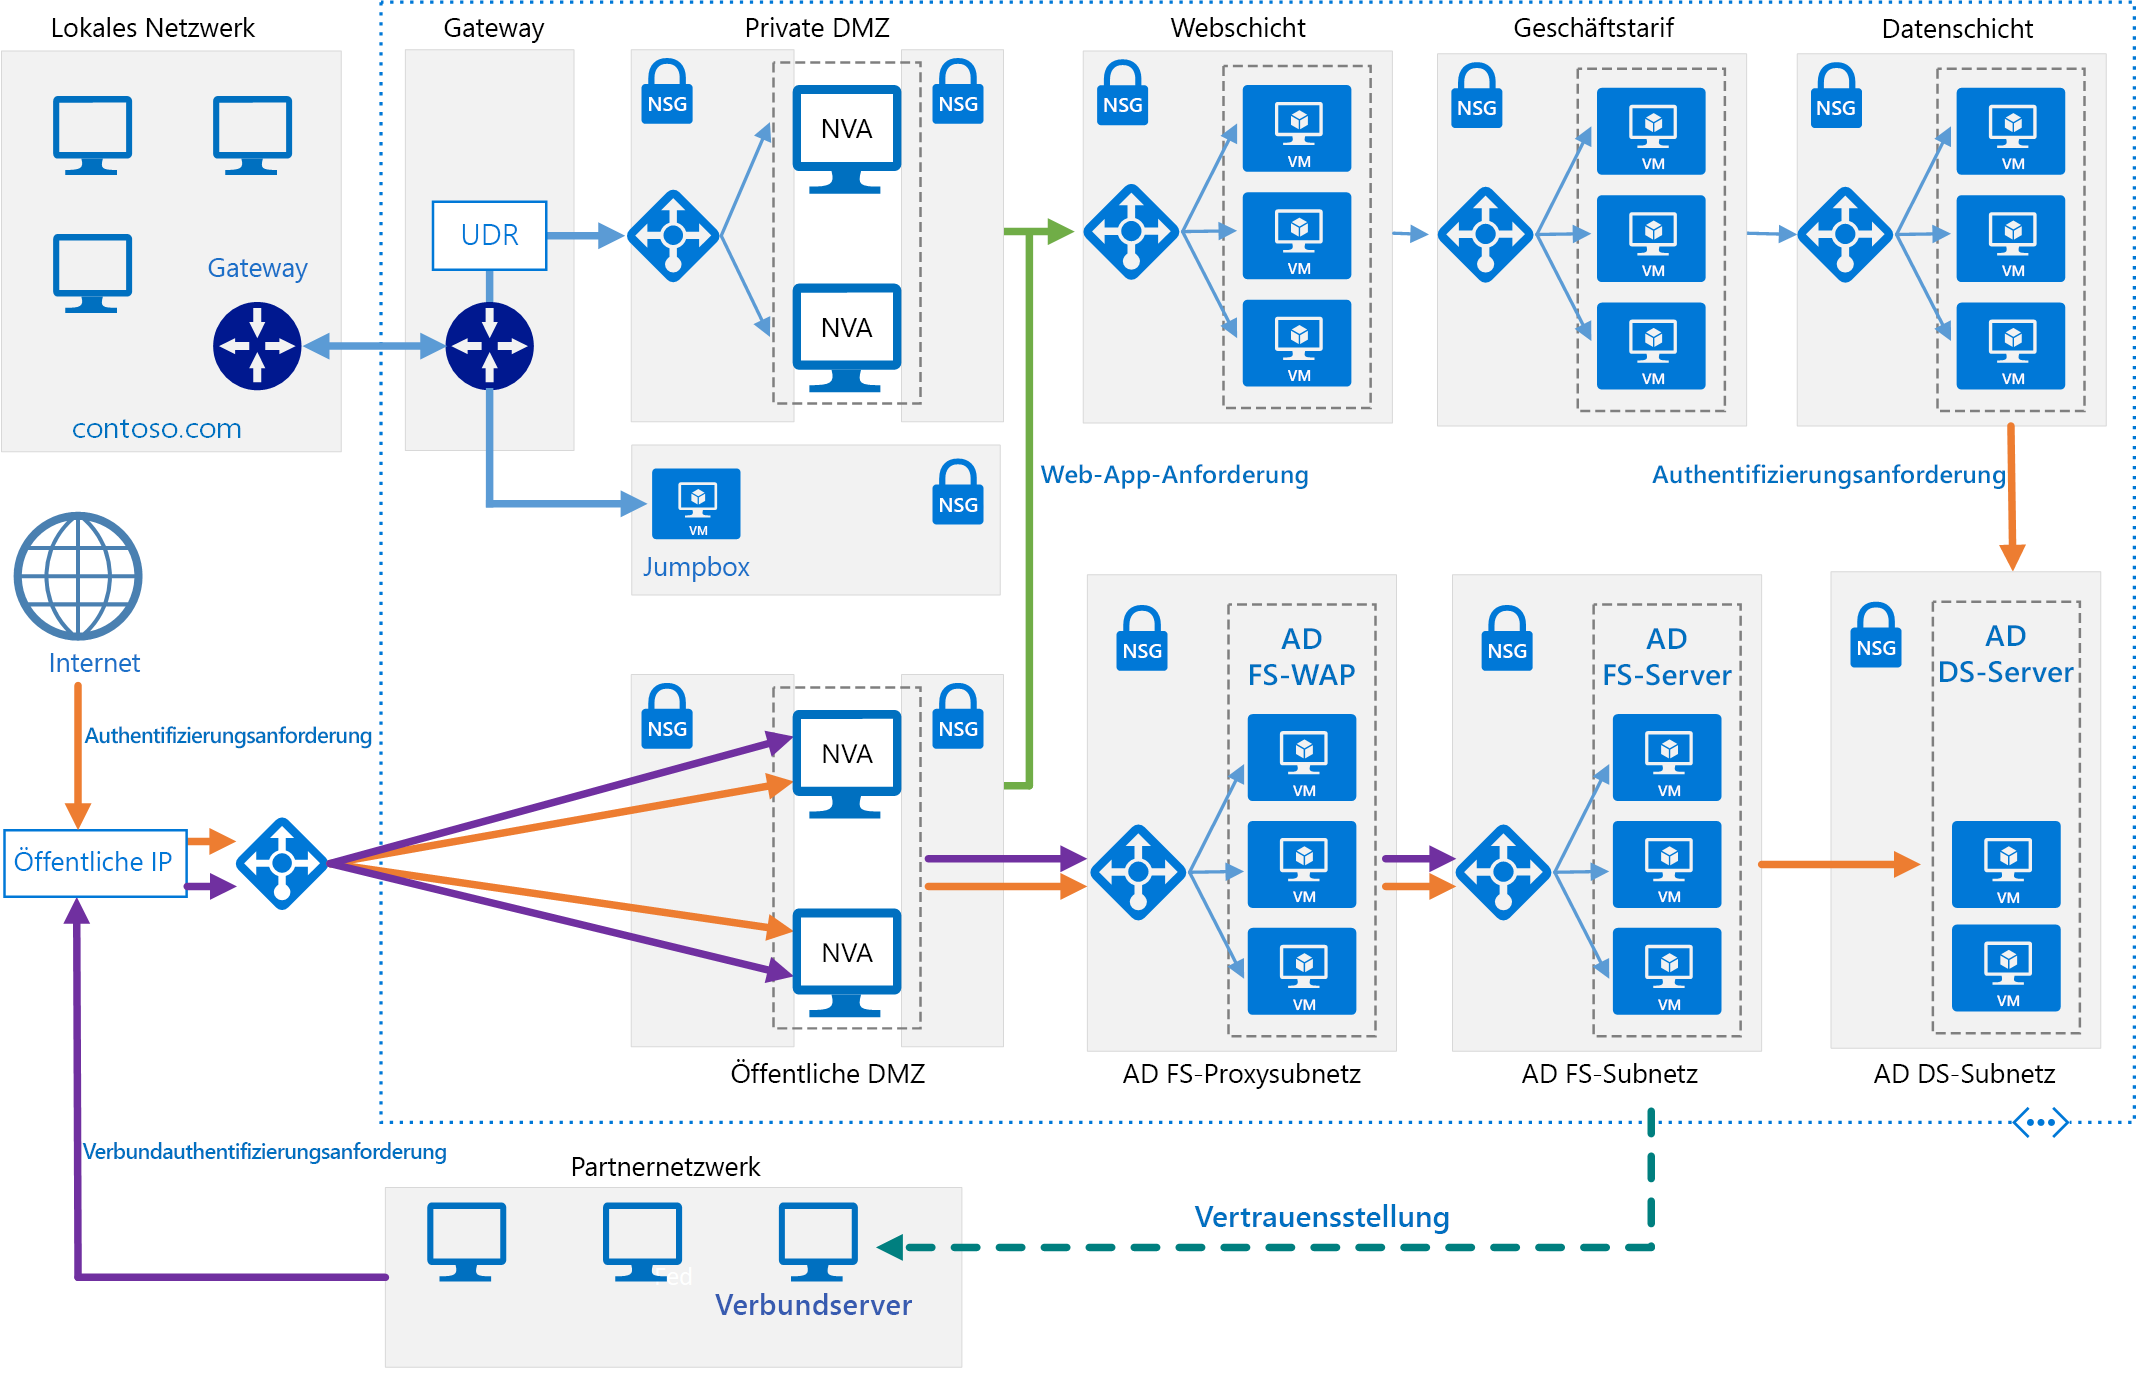 Lokales Netzwerk
Gateway
Private DMZ
Webschicht
Geschäftstarif
Datenschicht
NSG
NVA
NSG
NSG
VM
NSG
VM
NSG
VM
UDR
Gateway
NVA
VM
VM
VM
VM
VM
VM
contoso.com
Web-App-Anforderung
Authentifizierungsanforderung
VM
NSG
Jumpbox
Internet
NSG
AD
FS-WAP
NSG
AD
FS-Server
NSG
AD
DS-Server
Authentifizierungsanforderung
NSG
NVA
NSG
VM
VM
Öffentliche IP
VM
VM
VM
NVA
VM
VM
VM
Öffentliche DMZ
AD FS-Proxysubnetz
AD FS-Subnetz
AD DS-Subnetz
Verbundauthentifizierungsanforderung
Partnernetzwerk
Vertrauensstellung
Fed
Verbundserver